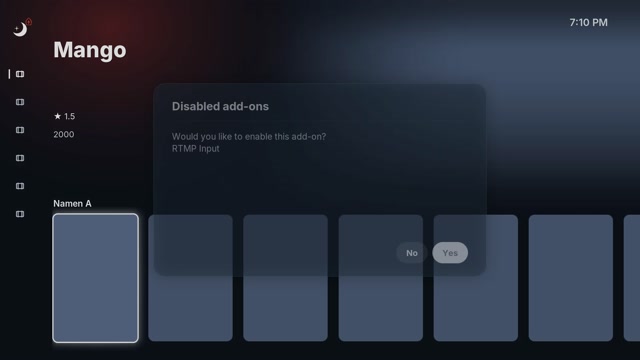 7:10 PM
Mango
★ 1.5
2000
Disabled add-ons
Would you like to enable this add-on?
RTMP Input
No
Yes
Namen A